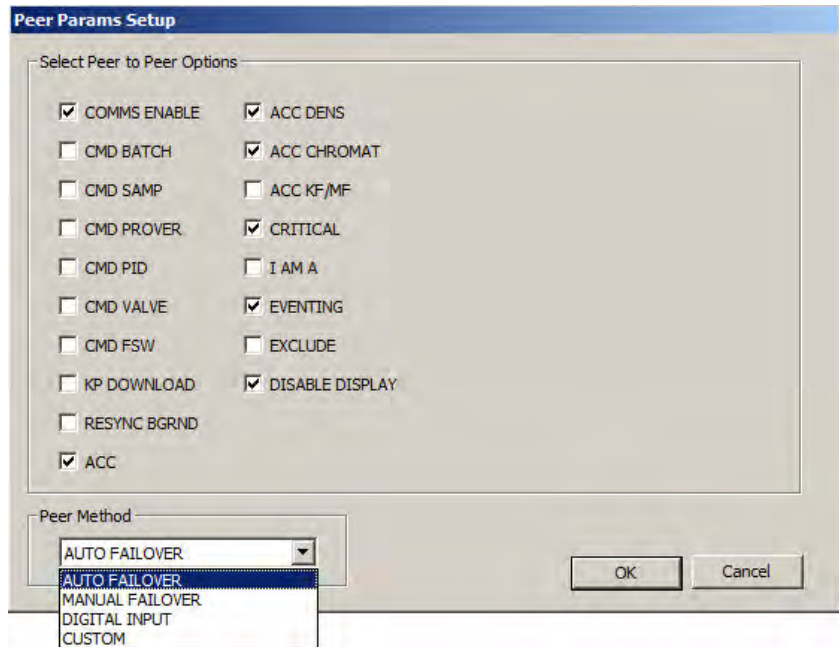 Peer Params Setup
Select Peer to Peer Options
COMMS ENABLE
CMD BATCH
CMD SAMP
CMD PROVER
CMD PID
CMD VALVE
CMD FSW
KP DOWNLOAD
RESYNC BGRND
ACC
ACC DENS
ACC CHROMAT
ACC KF/MF
CRITICAL
I AM A
EVENTING
EXCLUDE
DISABLE DISPLAY
Peer Method
AUTO FAILOVER
AUTO FAILOVER
MANUAL FAILOVER
DIGITAL INPUT
CUSTOM
OK
Cancel